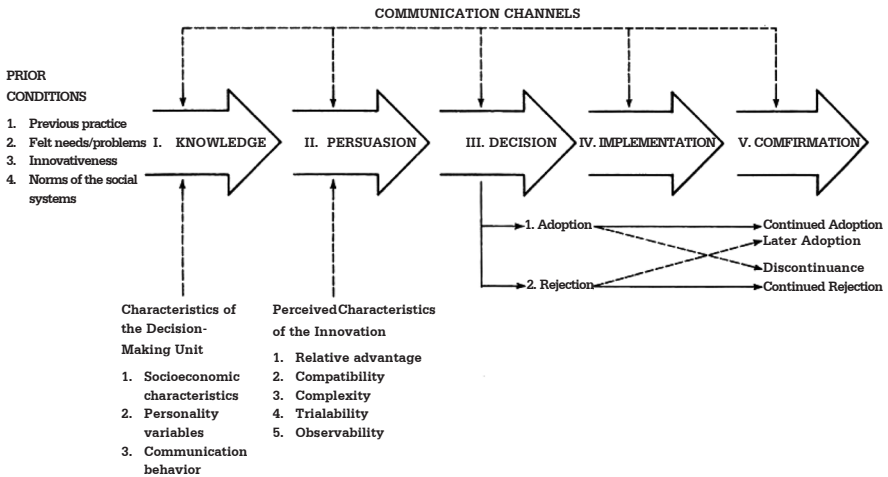 COMMUNICATION CHANNELS
PRIOR
CONDITIONS
1. Previous practice
2. Felt needs/problems
3. Innovativeness
4. Norms of the social
systems
I. KNOWLEDGE
II. PERSUASION
III. DECISION
IV. IMPLEMENTATION
V. COMFIRMATION
1. Adoption
2. Rejection
Continued Adoption
Later Adoption
Discontinuance
Continued Rejection
Characteristics of
the Decision-
Making Unit
1. Socioeconomic
characteristics
2. Personality
variables
3. Communication
behavior
Perceived Characteristics
of the Innovation
1. Relative advantage
2. Compatibility
3. Complexity
4. Trialability
5. Observability